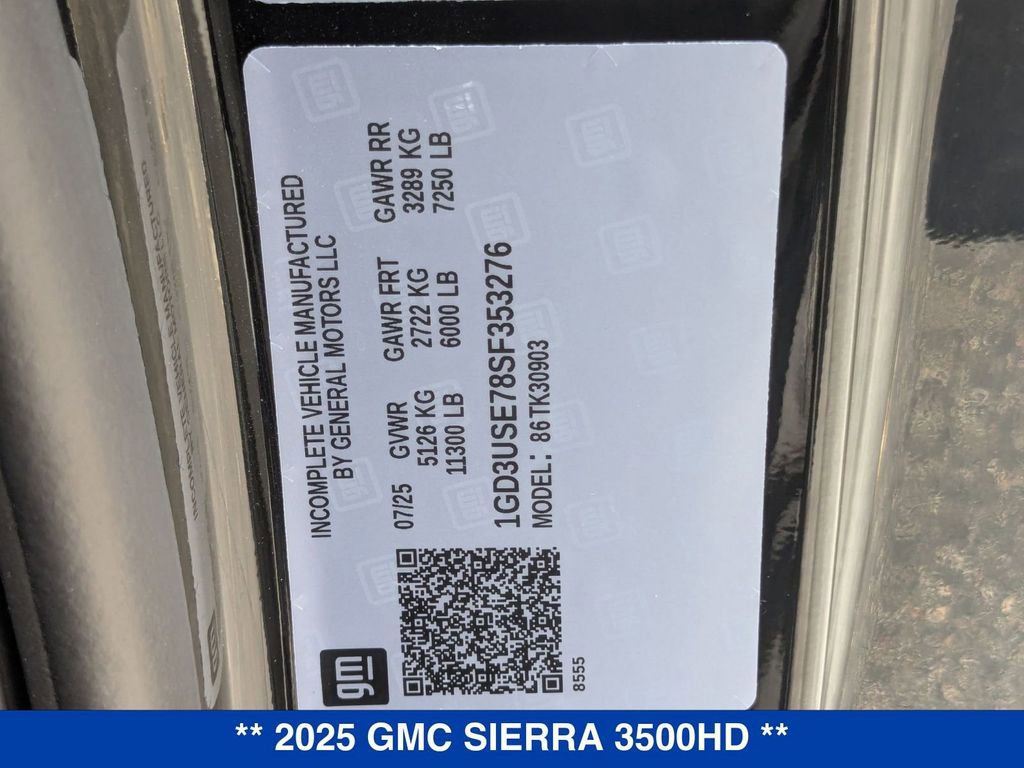 INCOMPLETE VEHICLE MANUFACTURED
BY GENERAL MOTORS LLC
07/25 GVWR GAWR FRT GAWR RR
5126 KG 2722 KG 3289 KG
11300 LB 6000 LB 7250 LB
1GD3USE78SF353276
MODEL: 86TK30903
gm
8555
** 2025 GMC SIERRA 3500HD **